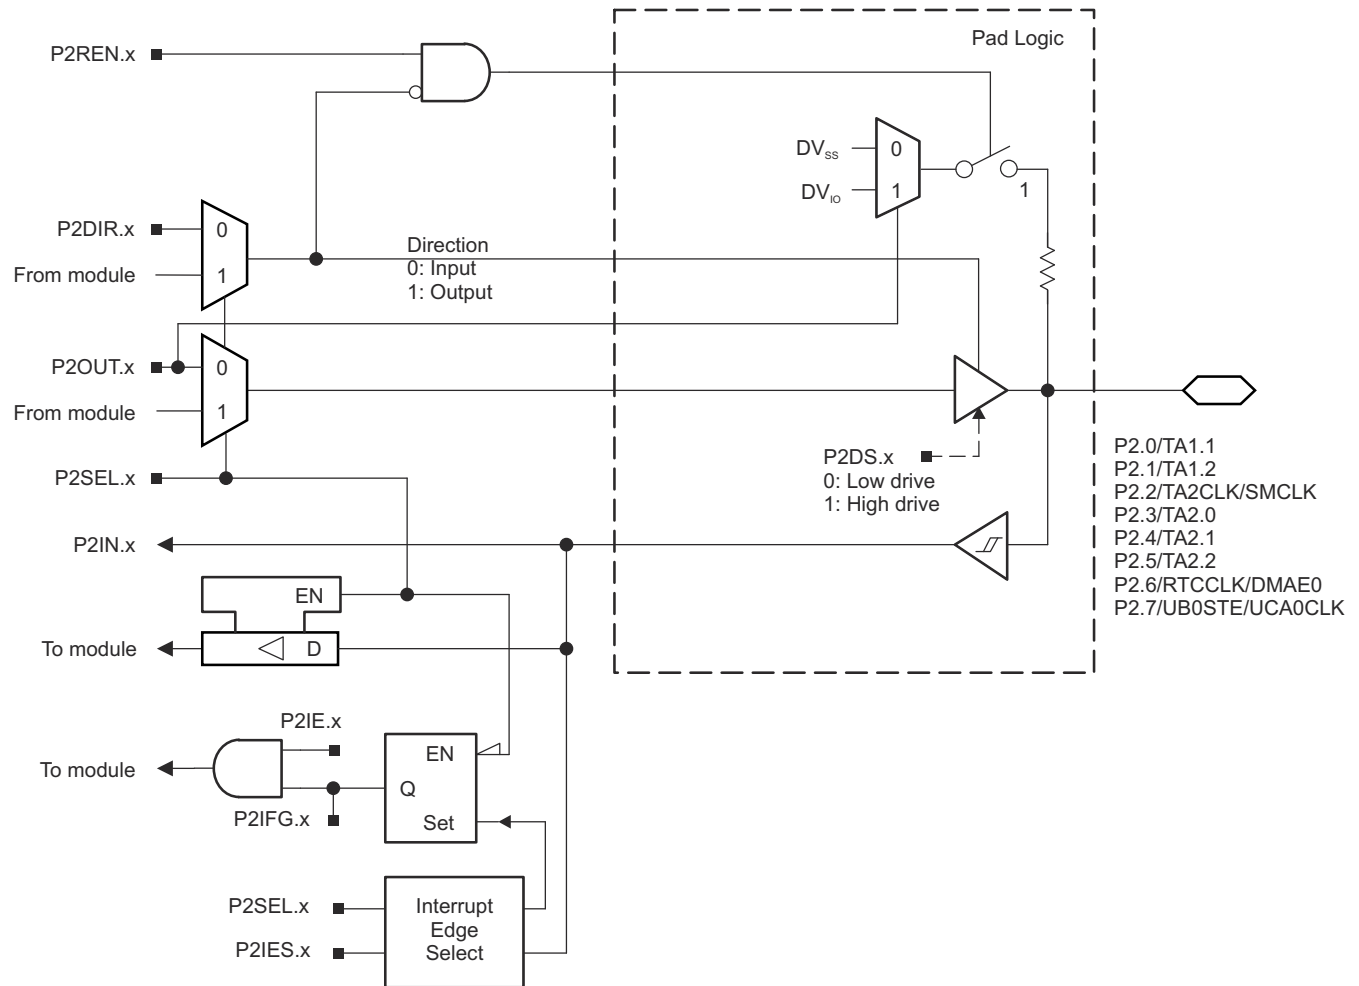 Pad Logic
P2REN.x
DVSS
0
DVIO
1
1
P2DIR.x
0
From module
1
Direction
0: Input
1: Output
P2OUT.x
0
From module
1
P2SEL.x
P2DS.x
0: Low drive
1: High drive
P2.0/TA1.1
P2.1/TA1.2
P2.2/TA2CLK/SMCLK
P2.3/TA2.0
P2.4/TA2.1
P2.5/TA2.2
P2.6/RTCCLK/DMAE0
P2.7/UB0STE/UCA0CLK
P2IN.x
EN
To module
D
P2IE.x
EN
To module
Q
P2IFG.x
Set
P2SEL.x
P2IES.x
Interrupt
Edge
Select